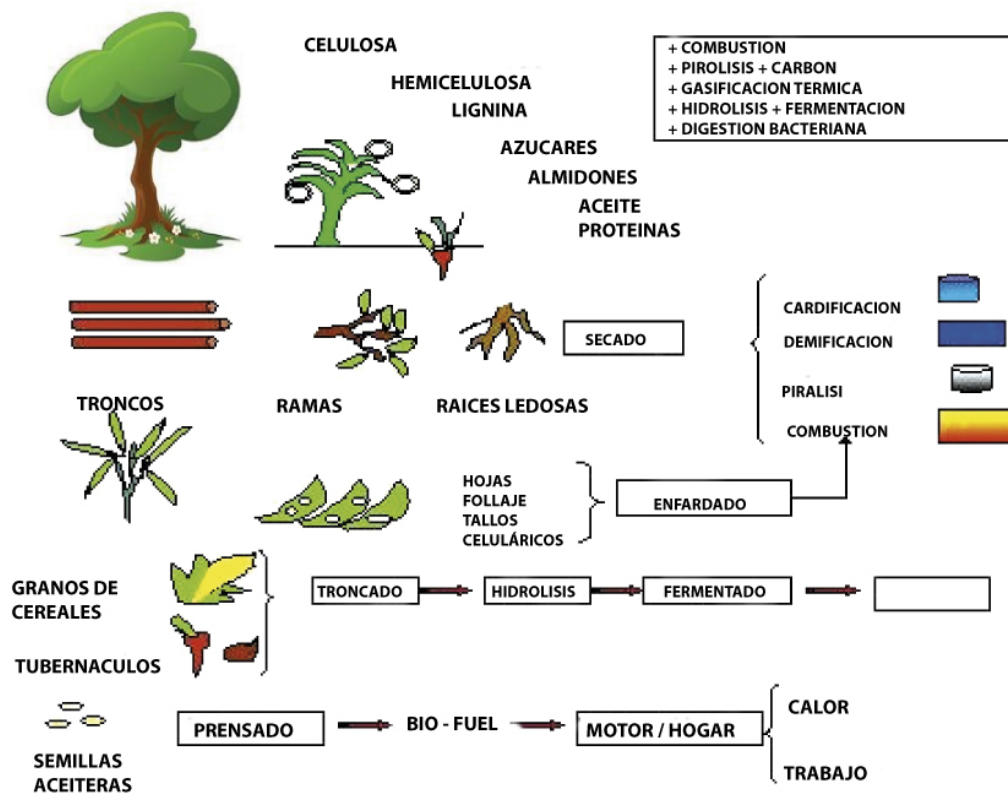 CELULOSA
HEMICELULOSA
LIGNINA
AZUCARES
ALMIDONES
ACEITE
PROTEINAS
+ COMBUSTION
+ PIROLISIS + CARBON
+ GASIFICACION TERMICA
+ HIDROLISIS + FERMENTACION
+ DIGESTION BACTERIANA
TRONCOS
RAMAS
RAICES LEDOSAS
SECADO
CARDIFICACION
DEMIFICACION
PIRALISI
COMBUSTION
HOJAS
FOLLAJE
TALLOS
CELULÁRICOS
ENFARDADO
GRANOS DE
CEREALES
TUBERNACULOS
TRONCADO
HIDROLISIS
FERMENTADO
SEMILLAS
ACEITERAS
PRENSADO
BIO - FUEL
MOTOR / HOGAR
CALOR
TRABAJO